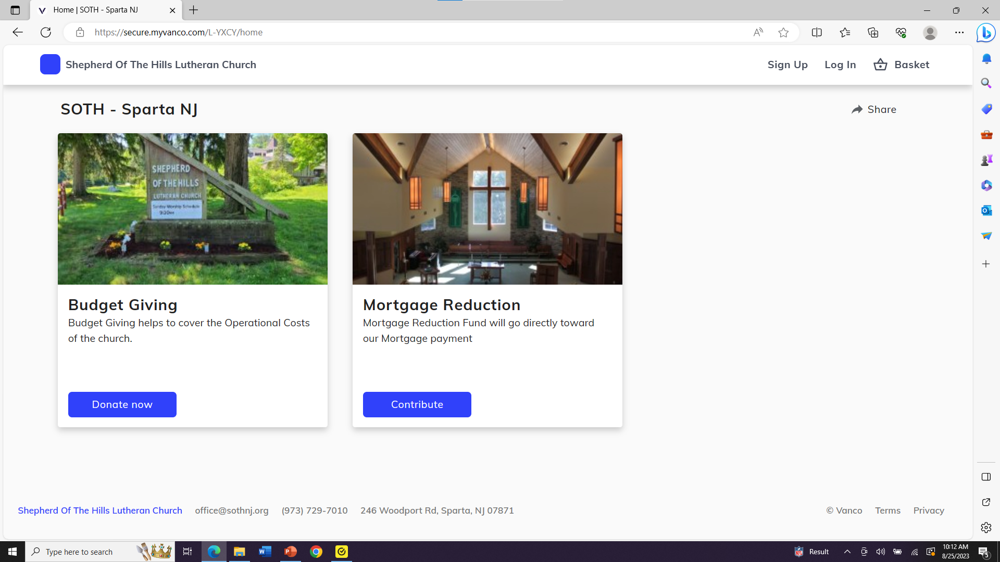 Home | SOTH - Sparta NJ
https://secure.myvanco.com/L-YXCY/home
Shepherd Of The Hills Lutheran Church
Sign Up
Log In
Basket
SOTH - Sparta NJ
Share
SHEPHERD
OF THE HILLS
LUTHERAN CHURCH
Sunday Worship Schedule
9:30AM
Budget Giving
Budget Giving helps to cover the Operational Costs
of the church.
Donate now
Mortgage Reduction
Mortgage Reduction Fund will go directly toward
our Mortgage payment
Contribute
Shepherd Of The Hills Lutheran Church
office@sothnj.org
(973) 729-7010
246 Woodport Rd, Sparta, NJ 07871
© Vanco
Terms
Privacy
Type here to search
Result
10:12 AM
8/25/2023
5